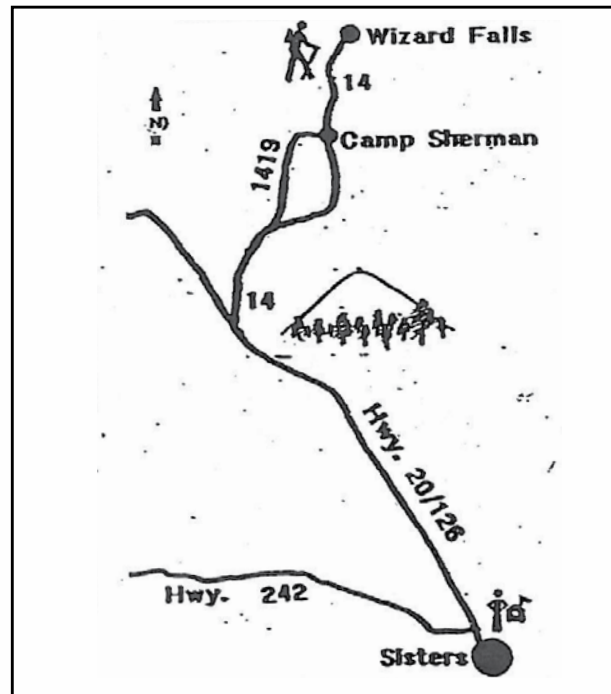 Wizard Falls
14
N
Camp Sherman
1419
14
Hwy. 20/126
Hwy. 242
Sisters